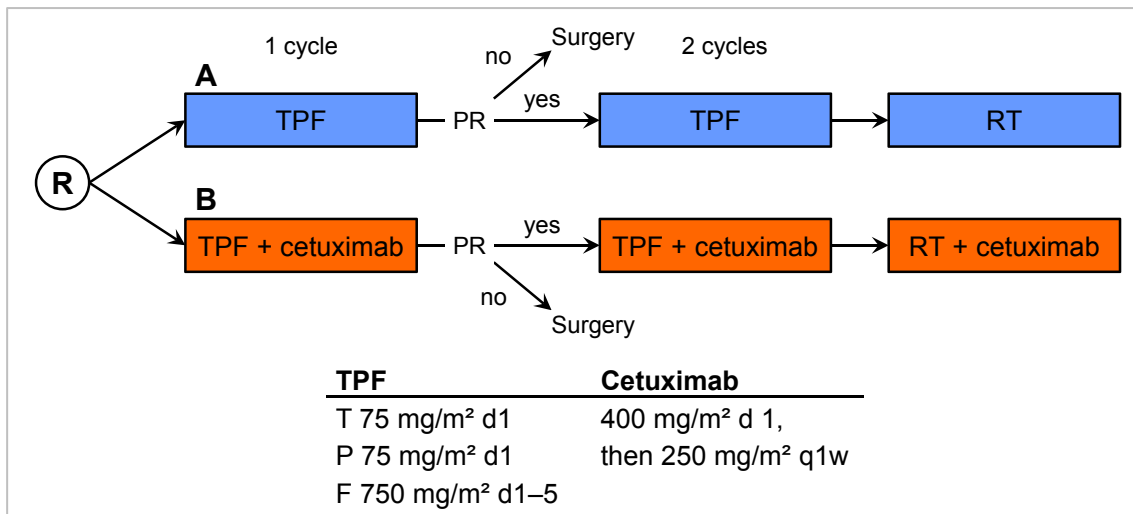 1 cycle
Surgery
2 cycles
no
A
TPF
PR
yes
TPF
RT
R
B
TPF + cetuximab
PR
yes
TPF + cetuximab
RT + cetuximab
no
Surgery
TPF Cetuximab
T 75 mg/m² d1 400 mg/m² d 1,
P 75 mg/m² d1 then 250 mg/m² q1w
F 750 mg/m² d1–5